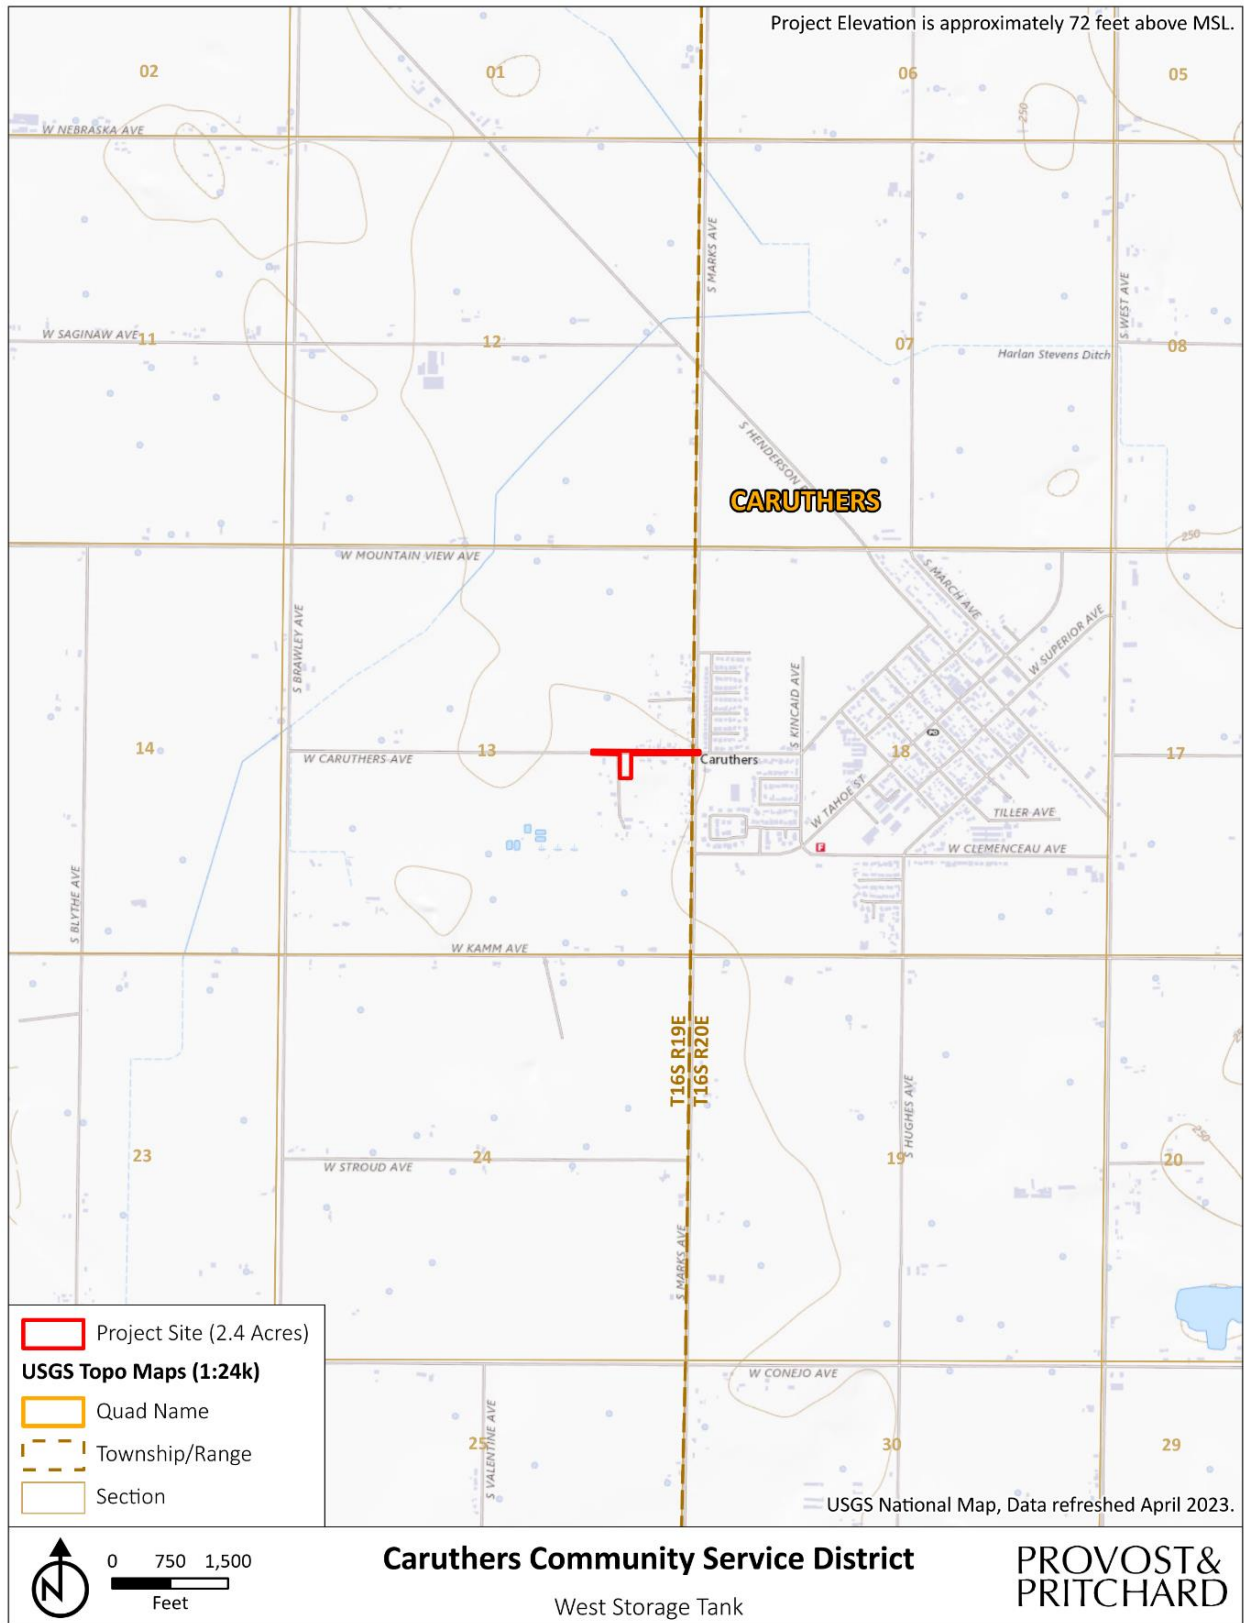 Project Elevation is approximately 72 feet above MSL.
02
01
06
05
250
W NEBRASKA AVE
S MARKS AVE
S WEST AVE
W SAGINAW AVE
11
12
07
Harlan Stevens Ditch
08
S HENDERSON
CARUTHERS
250
W MOUNTAIN VIEW AVE
S MARCH AVE
S BRAWLEY AVE
W SUPERIOR AVE
S KINCAID AVE
PO
14
13
18
17
W CARUTHERS AVE
Caruthers
W TAHOE ST
TILLER AVE
F
W CLEMENCEAU AVE
S BLYTHE AVE
W KAMM AVE
T16S R19E
T16S R20E
S HUGHES AVE
250
23
24
19
20
W STROUD AVE
S MARKS AVE
W CONEJO AVE
S VALENTINE AVE
25
30
29
Project Site (2.4 Acres)
USGS Topo Maps (1:24k)
Quad Name
Township/Range
Section
USGS National Map, Data refreshed April 2023.
N
0 750 1,500
Feet
Caruthers Community Service District
West Storage Tank
PROVOST&
PRITCHARD